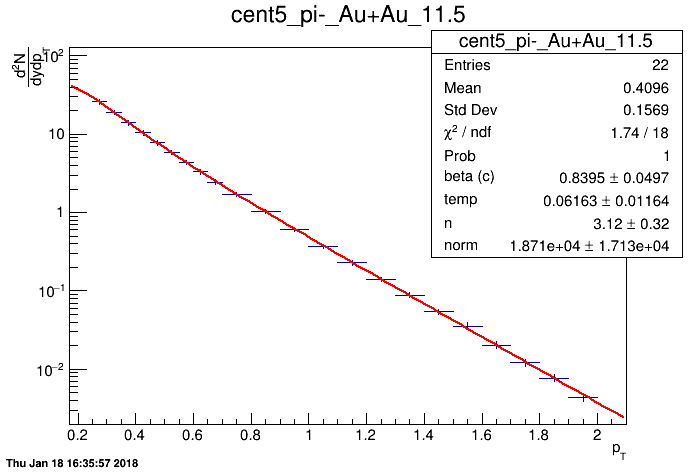 cent5_pi-_Au+Au_11.5
cent5_pi-_Au+Au_11.5
Entries 22
Mean 0.4096
Std Dev 0.1569
χ² / ndf 1.74 / 18
Prob 1
beta (c) 0.8395 ± 0.0497
temp 0.06163 ± 0.01164
n 3.12 ± 0.32
norm 1.871e+04 ± 1.713e+04
d²N
dydp_T
10²
10
1
10⁻¹
10⁻²
0.2 0.4 0.6 0.8 1 1.2 1.4 1.6 1.8 2
p_T
Thu Jan 18 16:35:57 2018